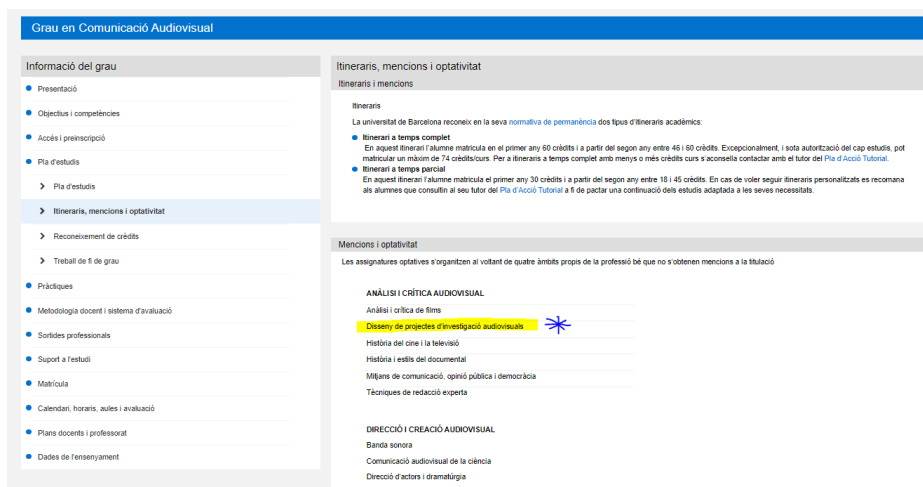 Grau en Comunicació Audiovisual
Informació del grau
Presentació
Objectius i competències
Accés i preinscripció
Pla d'estudis
Pla d'estudis
Itineraris, mencions i optativitat
Reconeixement de crèdits
Treball de fi de grau
Pràctiques
Metodologia docent i sistema d'avaluació
Sortides professionals
Suport a l'estudi
Matrícula
Calendari, horaris, aules i avaluació
Plans docents i professorat
Dades de l'ensenyament
Itineraris, mencions i optativitat
Itineraris i mencions
Itineraris
La universitat de Barcelona reconeix en la seva normativa de permanència dos tipus d'itineraris acadèmics:
Itinerari a temps complet
En aquest itinerari l'alumne matricula en el primer any 60 crèdits i a partir del segon any entre 46 i 60 crèdits. Excepcionalment, i sota autorització del cap estudis, pot
matricular un màxim de 74 crèdits/curs. Per a itineraris a temps complet amb menys o més crèdits curs s'aconsella contactar amb el tutor del Pla d'Acció Tutorial.
Itinerari a temps parcial
En aquest itinerari l'alumne matricula el primer any 30 crèdits i a partir del segon any entre 18 i 45 crèdits. En cas de voler seguir itineraris personalitzats es recomana
als alumnes que consultin al seu tutor del Pla d'Acció Tutorial a fi de pactar una continuació dels estudis adaptada a les seves necessitats.
Mencions i optativitat
Les assignatures optatives s'organitzen al voltant de quatre àmbits propis de la professió bé que no s'obtenen mencions a la titulació
ANÀLISI I CRÍTICA AUDIOVISUAL
Anàlisi i crítica de films
Disseny de projectes d'investigació audiovisuals
Història del cine i la televisió
Història i estils del documental
Mitjans de comunicació, opinió pública i democràcia
Tècniques de redacció experta
DIRECCIÓ I CREACIÓ AUDIOVISUAL
Banda sonora
Comunicació audiovisual de la ciència
Direcció d'actors i dramatúrgia